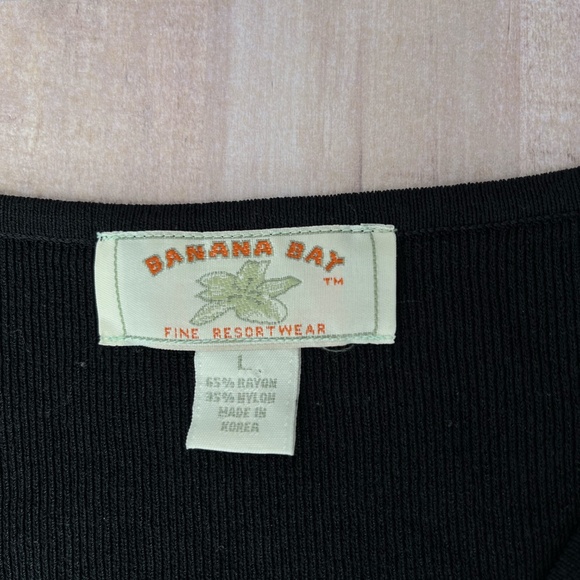 BANANA BAY
TM
FINE RESORTWEAR
L
65% RAYON
35% NYLON
MADE IN
KOREA